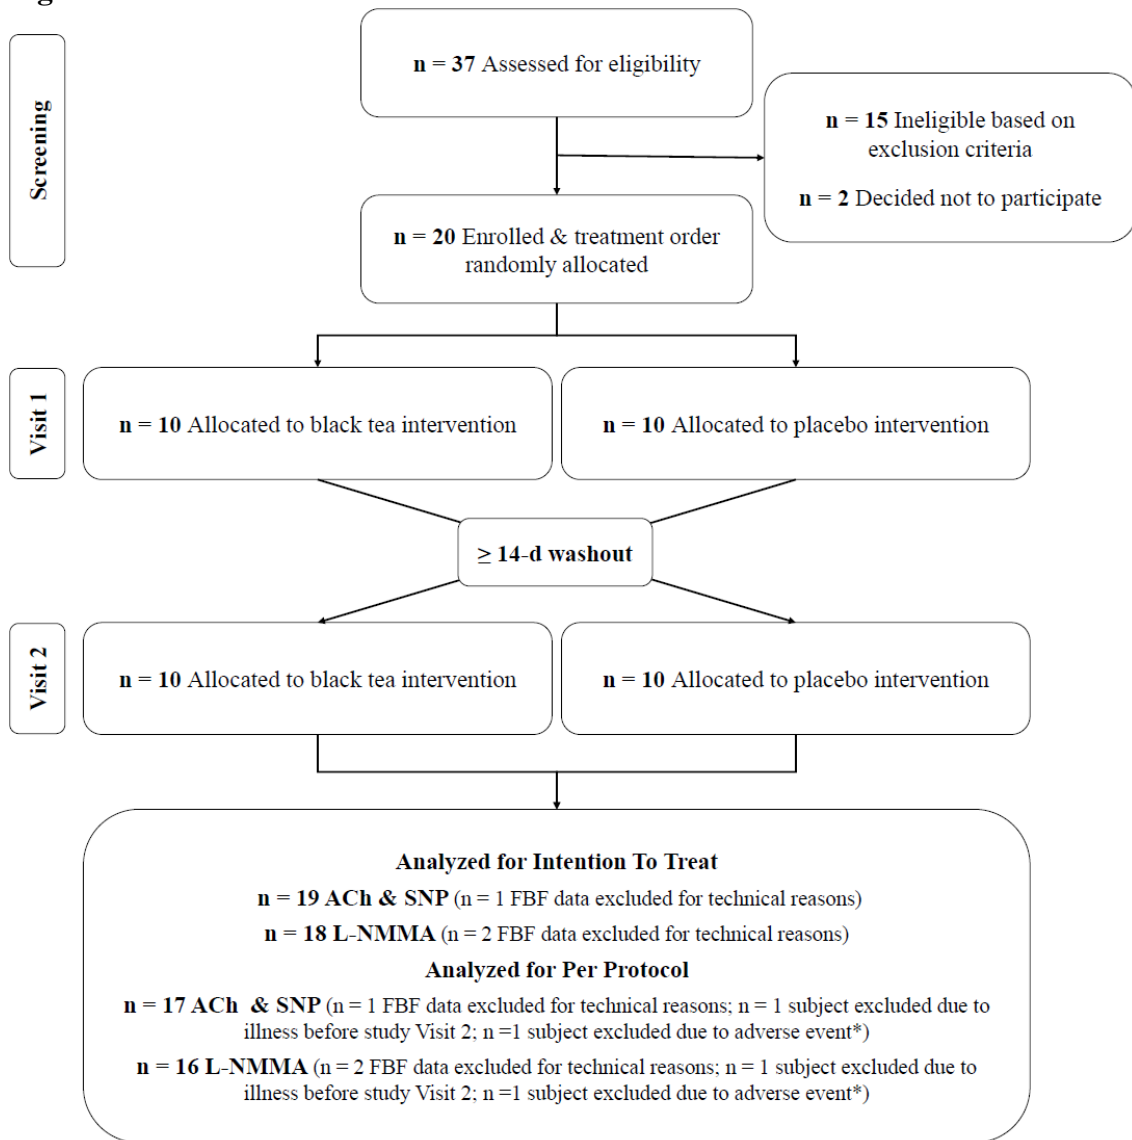 Screening
n = 37 Assessed for eligibility
n = 15 Ineligible based on
exclusion criteria
n = 2 Decided not to participate
n = 20 Enrolled & treatment order
randomly allocated
Visit 1
n = 10 Allocated to black tea intervention
n = 10 Allocated to placebo intervention
≥ 14-d washout
Visit 2
n = 10 Allocated to black tea intervention
n = 10 Allocated to placebo intervention
Analyzed for Intention To Treat
n = 19 ACh & SNP (n = 1 FBF data excluded for technical reasons)
n = 18 L-NMMA (n = 2 FBF data excluded for technical reasons)
Analyzed for Per Protocol
n = 17 ACh & SNP (n = 1 FBF data excluded for technical reasons; n = 1 subject excluded due to
illness before study Visit 2; n =1 subject excluded due to adverse event*)
n = 16 L-NMMA (n = 2 FBF data excluded for technical reasons; n = 1 subject excluded due to
illness before study Visit 2; n =1 subject excluded due to adverse event*)